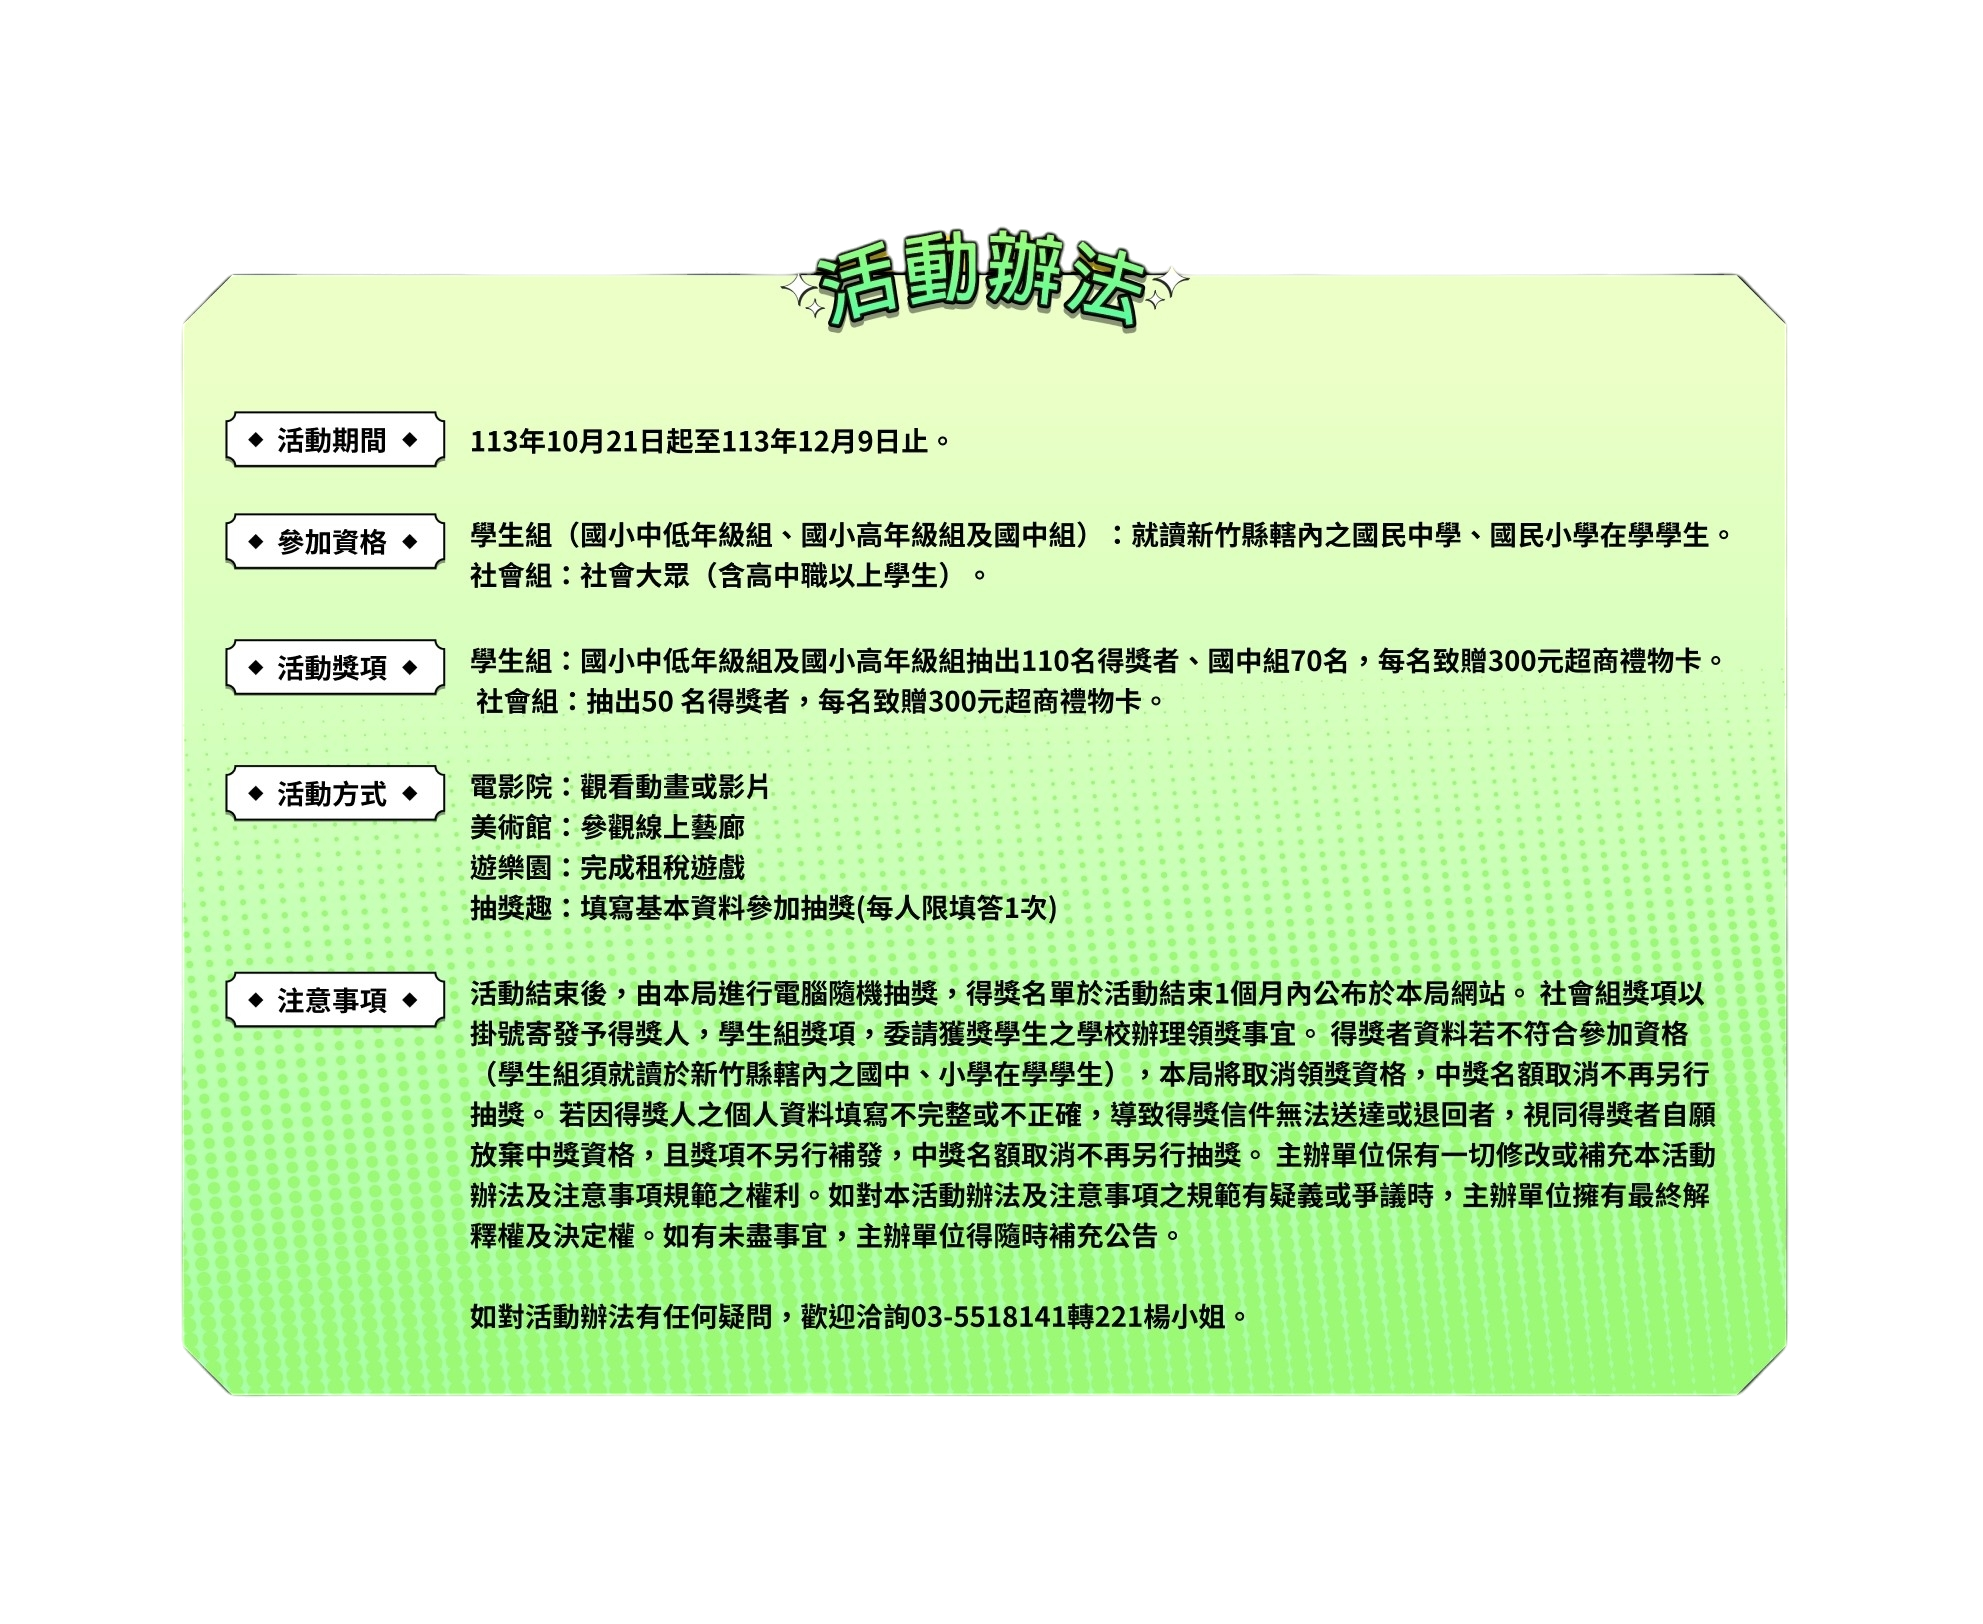 活動辦法
活動期間
113年10月21日起至113年12月9日止。
參加資格
學生組（國小中低年級組、國小高年級組及國中組）：就讀新竹縣轄內之國民中學、國民小學在學學生。
社會組：社會大眾（含高中職以上學生）。
活動獎項
學生組：國小中低年級組及國小高年級組抽出110名得獎者、國中組70名，每名致贈300元超商禮物卡。
社會組：抽出50 名得獎者，每名致贈300元超商禮物卡。
活動方式
電影院：觀看動畫或影片
美術館：參觀線上藝廊
遊樂園：完成租稅遊戲
抽獎趣：填寫基本資料參加抽獎(每人限填答1次)
注意事項
活動結束後，由本局進行電腦隨機抽獎，得獎名單於活動結束1個月內公布於本局網站。 社會組獎項以
掛號寄發予得獎人，學生組獎項，委請獲獎學生之學校辦理領獎事宜。 得獎者資料若不符合參加資格
（學生組須就讀於新竹縣轄內之國中、小學在學學生），本局將取消領獎資格，中獎名額取消不再另行
抽獎。 若因得獎人之個人資料填寫不完整或不正確，導致得獎信件無法送達或退回者，視同得獎者自願
放棄中獎資格，且獎項不另行補發，中獎名額取消不再另行抽獎。 主辦單位保有一切修改或補充本活動
辦法及注意事項規範之權利。如對本活動辦法及注意事項之規範有疑義或爭議時，主辦單位擁有最終解
釋權及決定權。如有未盡事宜，主辦單位得隨時補充公告。
如對活動辦法有任何疑問，歡迎洽詢03-5518141轉221楊小姐。